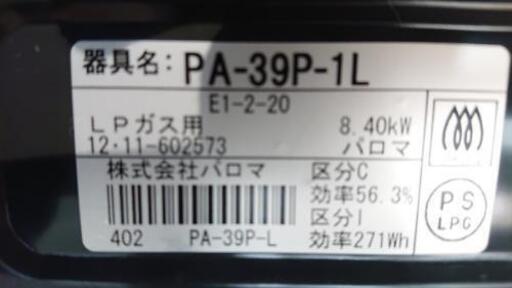 器具名: PA-39P-1L
E1-2-20
LPガス用 8.40kW
12・11-602573 パロマ
株式会社パロマ 区分C
効率56.3%
区分I
402 PA-39P-L 効率271Wh
PS
LPG